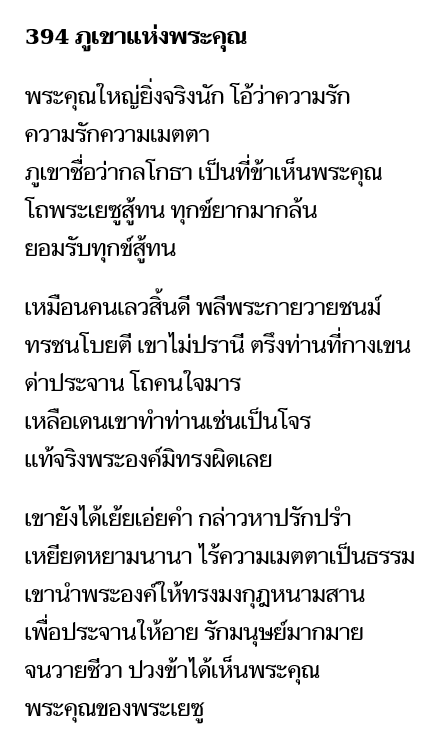 394 ภูเขาแห่งพระคุณ
พระคุณใหญ่ยิ่งจริงนัก โอ้ว่าความรัก
ความรักความเมตตา
ภูเขาชื่อว่ากลโกธา เป็นที่ข้าเห็นพระคุณ
โถพระเยซูสู้ทน ทุกข์ยากมากล้น
ยอมรับทุกข์สู้ทน
เหมือนคนเลวสิ้นดี พลีพระกายวายชนม์
ทรชนโบยตี เขาไม่ปรานี ตรึงท่านที่กางเขน
ด่าประจาน โถคนใจมาร
เหลือเดนเขาทำท่านเช่นเป็นโจร
แท้จริงพระองค์มิทรงผิดเลย
เขายังได้เย้ยเอ่ยคำ กล่าวหาปรักปรำ
เหยียดหยามนานา ไร้ความเมตตาเป็นธรรม
เขานำพระองค์ให้ทรงมงกุฎหนามสาน
เพื่อประจานให้อาย รักมนุษย์มากมาย
จนวายชีวา ปวงข้าได้เห็นพระคุณ
พระคุณของพระเยซู